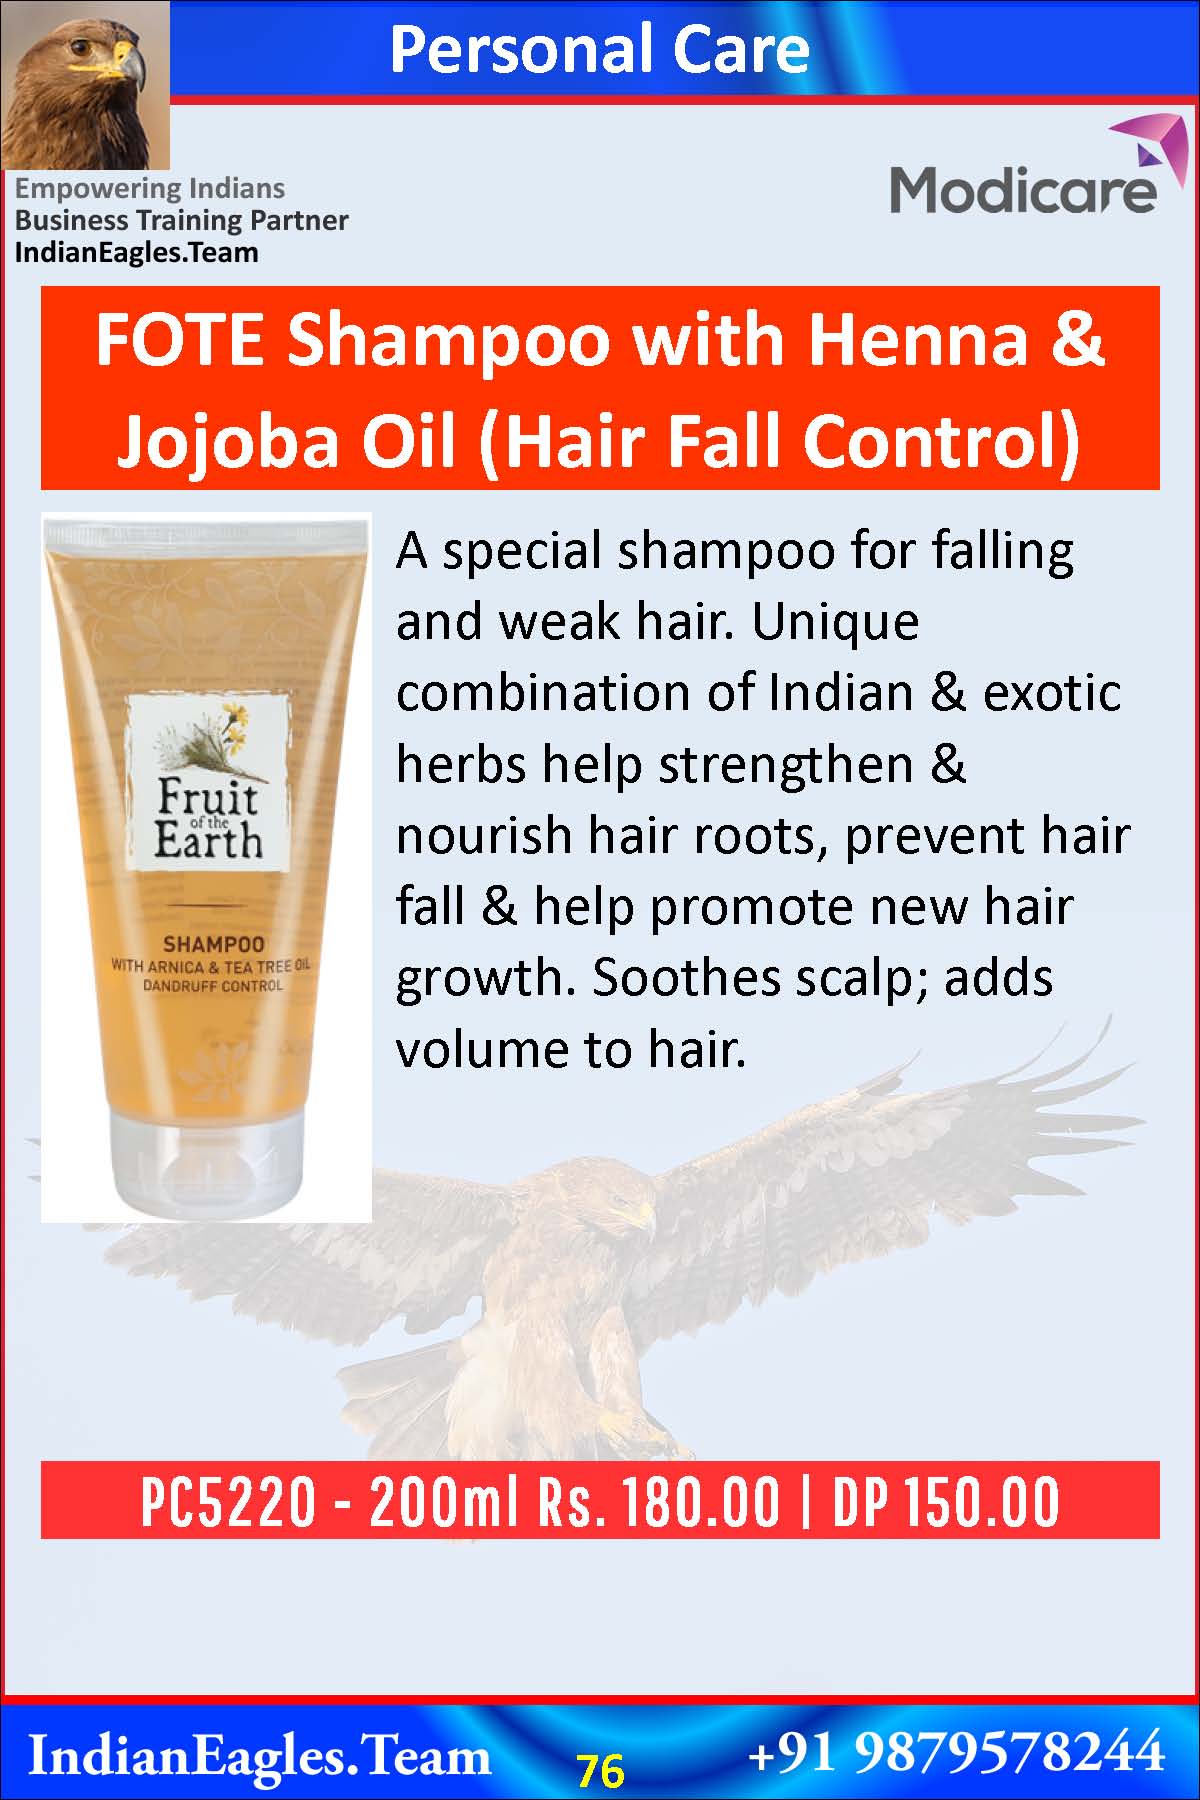 Personal Care
Empowering Indians
Business Training Partner
IndianEagles.Team
Modicare
FOTE Shampoo with Henna &
Jojoba Oil (Hair Fall Control)
A special shampoo for falling
and weak hair. Unique
combination of Indian & exotic
herbs help strengthen &
nourish hair roots, prevent hair
fall & help promote new hair
growth. Soothes scalp; adds
volume to hair.
Fruit
of the
Earth
SHAMPOO
WITH ARNICA & TEA TREE OIL
DANDRUFF CONTROL
PC5220 - 200ml Rs. 180.00 | DP 150.00
IndianEagles.Team
76
+91 9879578244